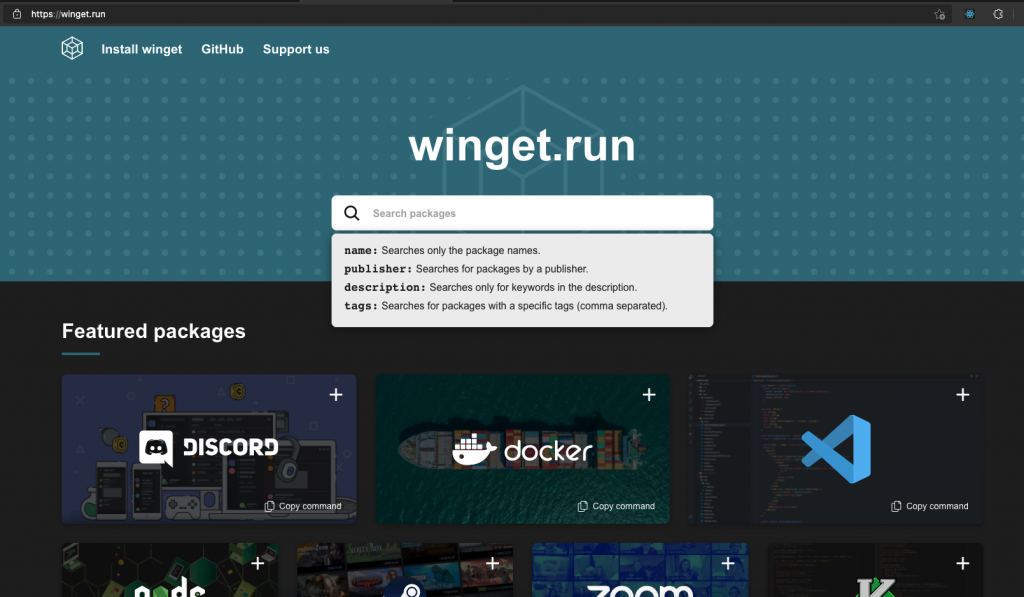 https://winget.run
Install winget GitHub Support us
winget.run
Search packages
name: Searches only the package names.
publisher: Searches for packages by a publisher.
description: Searches only for keywords in the description.
tags: Searches for packages with a specific tags (comma separated).
Featured packages
DISCORD
docker
Copy command
Copy command
Copy command
node
zoom